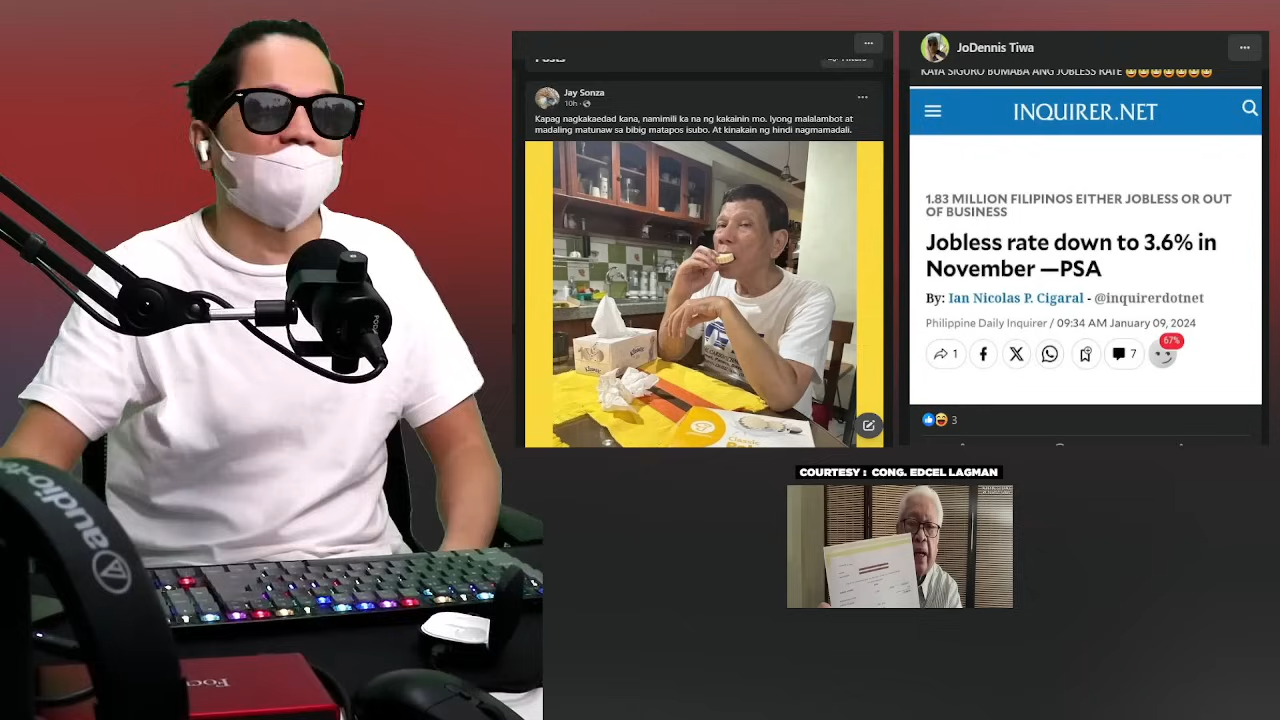 Jay Sonza
10h
Kapag nagkakaedad kana, namimili ka na ng kakainin mo. Iyong malalambot at
madaling matunaw sa bibig matapos isubo. At kinakain ng hindi nagmamadali.
Kleenex
Classic
JoDennis Tiwa
KAYA SIGURO BUMABA ANG JOBLESS RATE 😆😆😆😆😆😆😆
INQUIRER.NET
1.83 MILLION FILIPINOS EITHER JOBLESS OR OUT
OF BUSINESS
Jobless rate down to 3.6% in
November —PSA
By: Ian Nicolas P. Cigaral - @inquirerdotnet
Philippine Daily Inquirer / 09:34 AM January 09, 2024
1
7
67%
3
COURTESY : CONG. EDCEL LAGMAN
audio-te